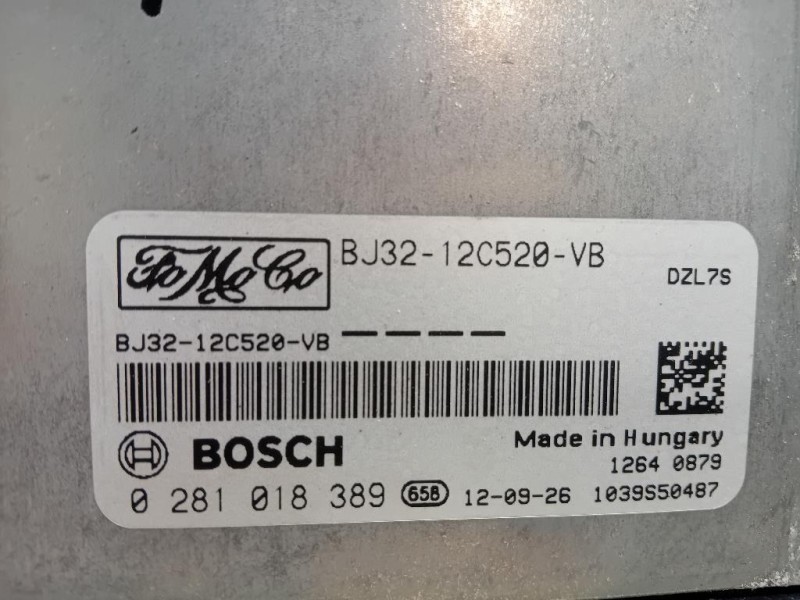 FoMoCo
BJ32-12C520-VB
DZL7S
BJ32-12C520-VB — — — —
BOSCH
Made in Hungary
1264 0879
0 281 018 389 658 12-09-26 1039S50487